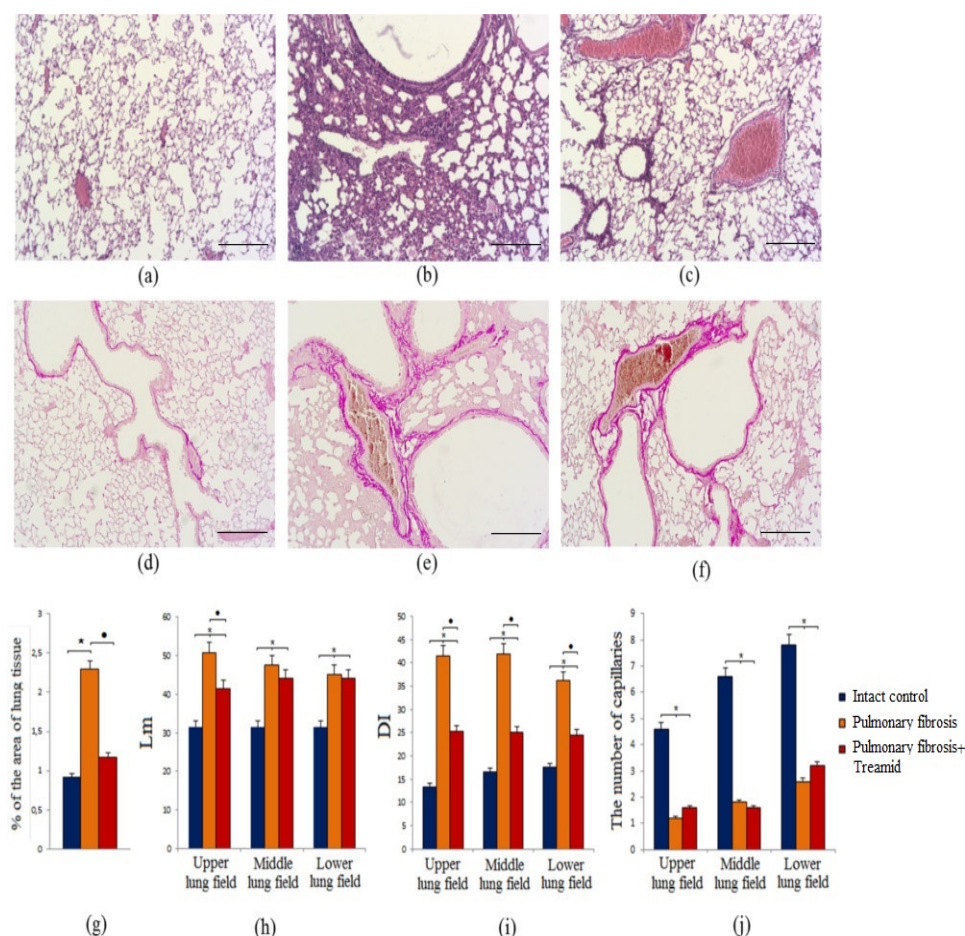 (a)
(b)
(c)
(d)
(e)
(f)
% of the area of lung tissue
3
2,5
2
1,5
1
0,5
0
*
•
(g)
Lm
60
50
40
30
20
10
0
•
*
*
*
Upper
lung field
Middle
lung field
Lower
lung field
(h)
DI
50
45
40
35
30
25
20
15
10
5
0
•
*
•
*
•
*
Upper
lung field
Middle
lung field
Lower
lung field
(i)
The number of capillaries
9
8
7
6
5
4
3
2
1
0
*
*
*
Upper
lung field
Middle
lung field
Lower
lung field
(j)
Intact control
Pulmonary fibrosis
Pulmonary fibrosis+
Treamid